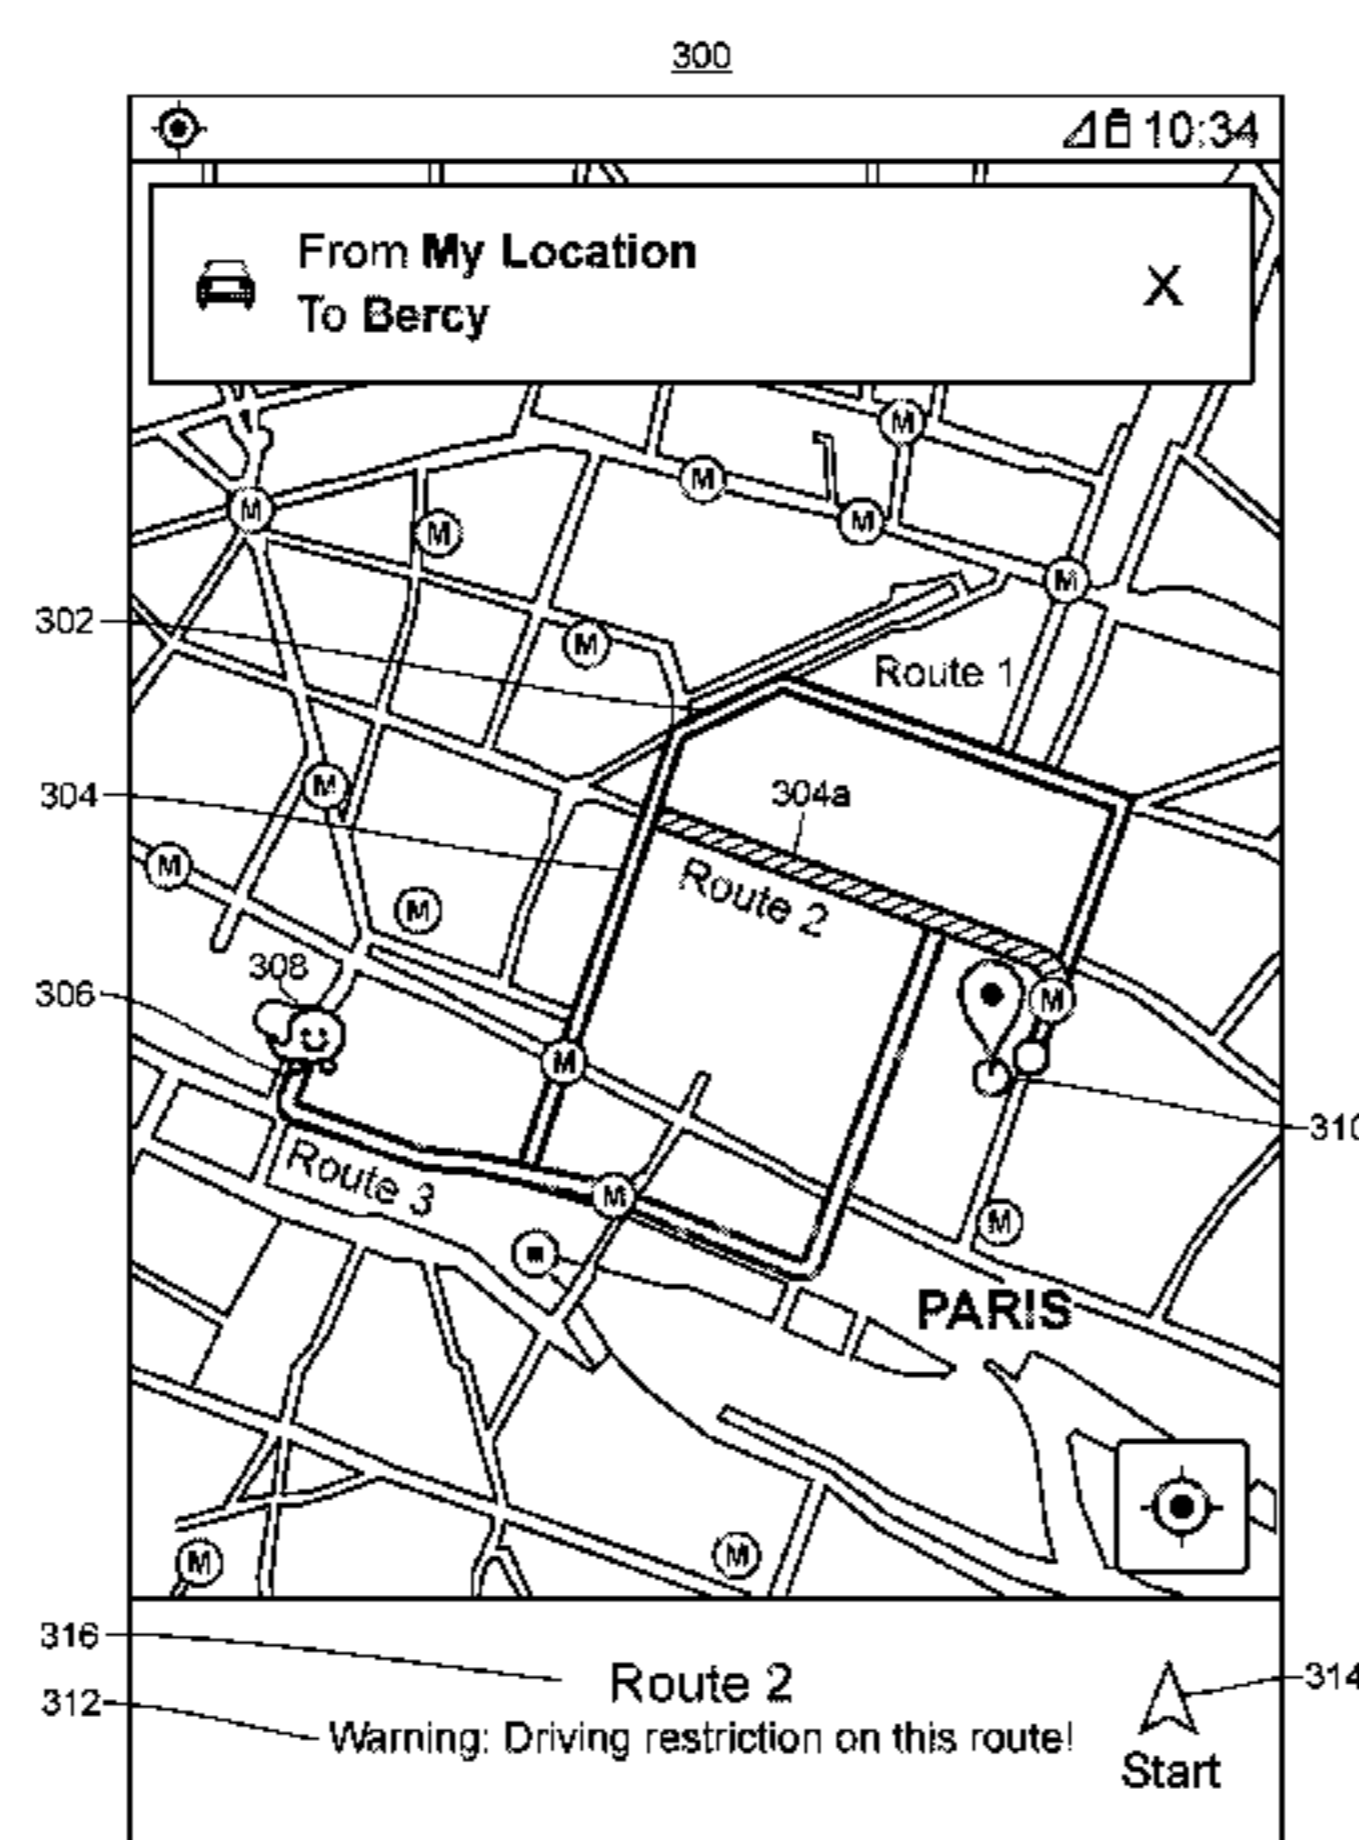 300
10:34
From My Location
To Bercy
X
M
M
M
M
M
302
M
Route 1
M
304
304a
M
Route 2
M
308
306
M
M
310
Route 3
M
M
PARIS
M
M
316
Route 2
314
312
Warning: Driving restriction on this route!
Start